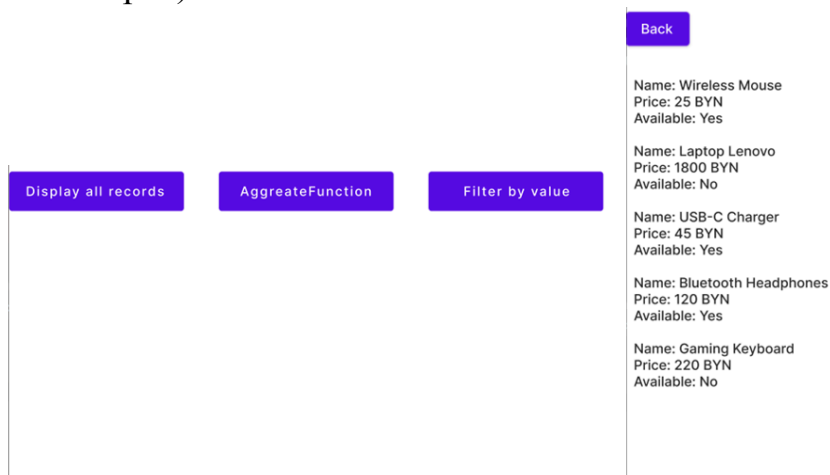 Back
Display all records
AggreateFunction
Filter by value
Name: Wireless Mouse
Price: 25 BYN
Available: Yes
Name: Laptop Lenovo
Price: 1800 BYN
Available: No
Name: USB-C Charger
Price: 45 BYN
Available: Yes
Name: Bluetooth Headphones
Price: 120 BYN
Available: Yes
Name: Gaming Keyboard
Price: 220 BYN
Available: No